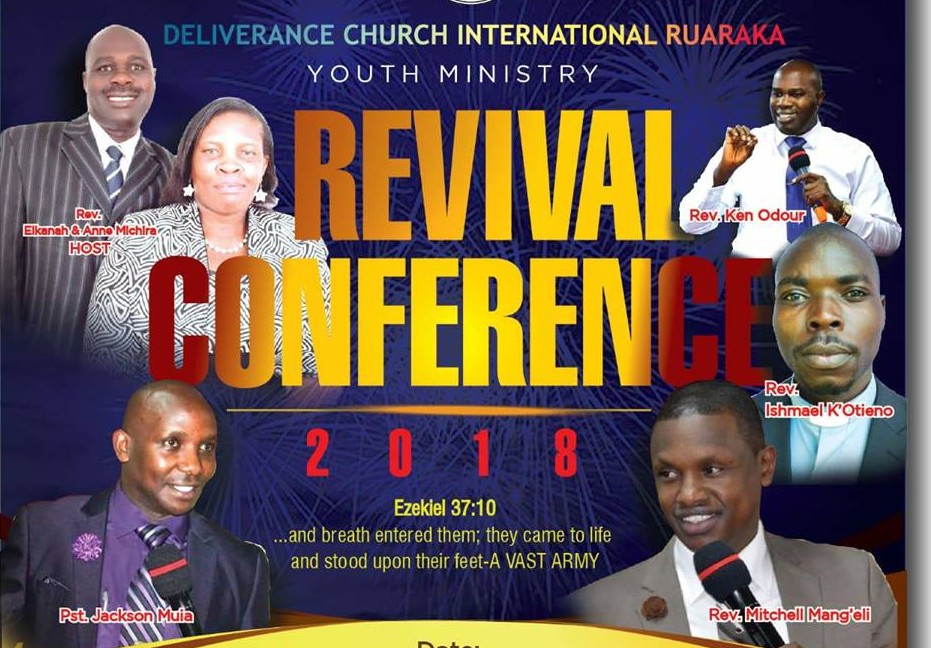 DELIVERANCE CHURCH INTERNATIONAL RUARAKA
YOUTH MINISTRY
REVIVAL
CONFERENCE
2018
Ezekiel 37:10
...and breath entered them; they came to life
and stood upon their feet-A VAST ARMY
Rev.
Elkanah & Anne Michira
HOST
Rev. Ken Odour
Rev.
Ishmael K'Otieno
Pst. Jackson Muia
Rev. Mitchell Mang'eli
Date: